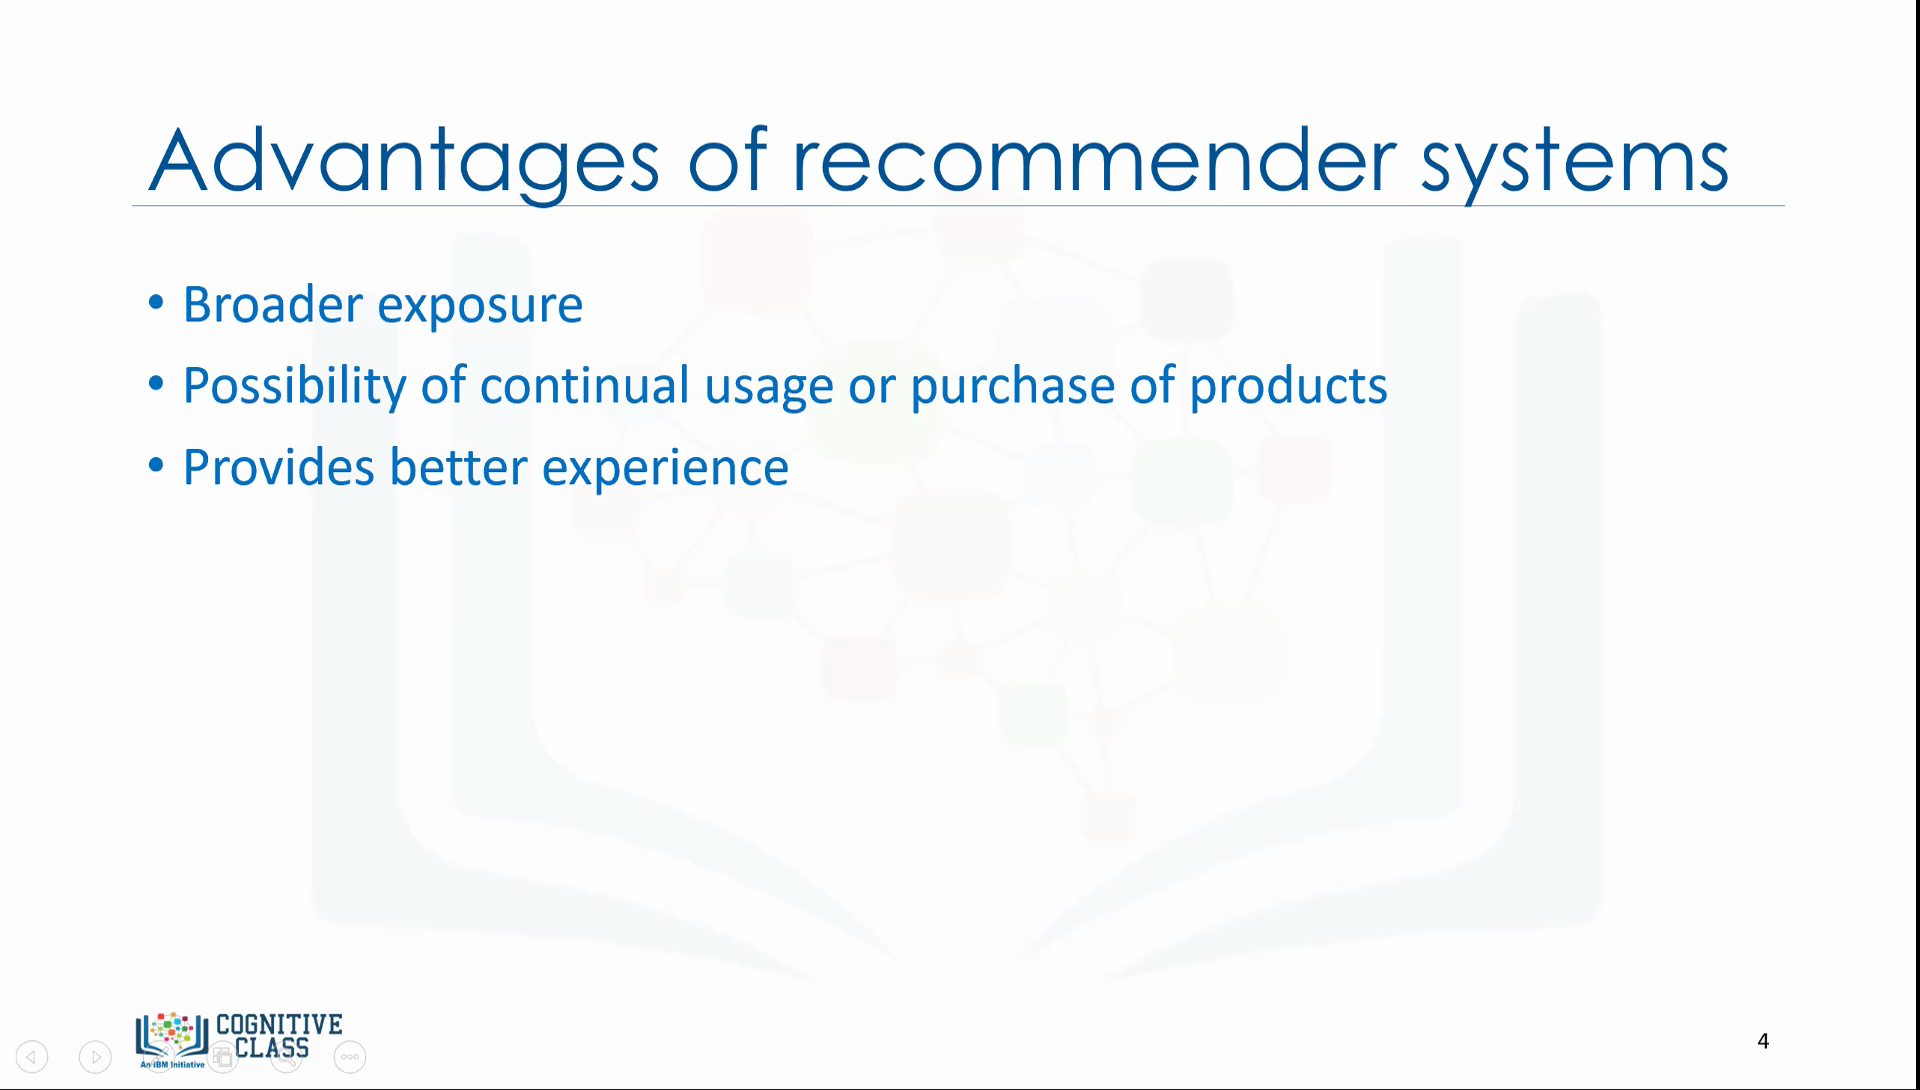 Advantages of recommender systems
• Broader exposure
• Possibility of continual usage or purchase of products
• Provides better experience
COGNITIVE
CLASS
An IBM Initiative
4